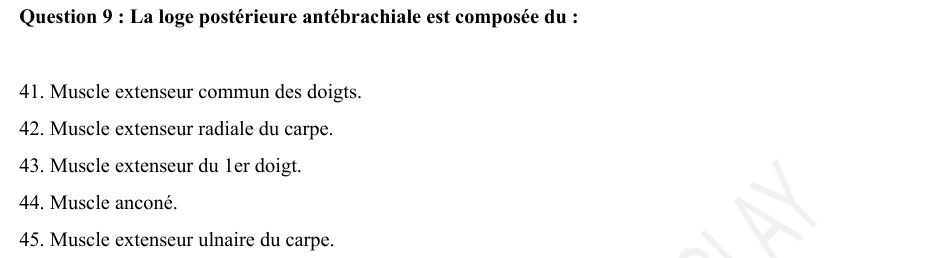 Question 9 : La loge postérieure antébrachiale est composée du :
41. Muscle extenseur commun des doigts.
42. Muscle extenseur radiale du carpe.
43. Muscle extenseur du 1er doigt.
44. Muscle anconé.
45. Muscle extenseur ulnaire du carpe.